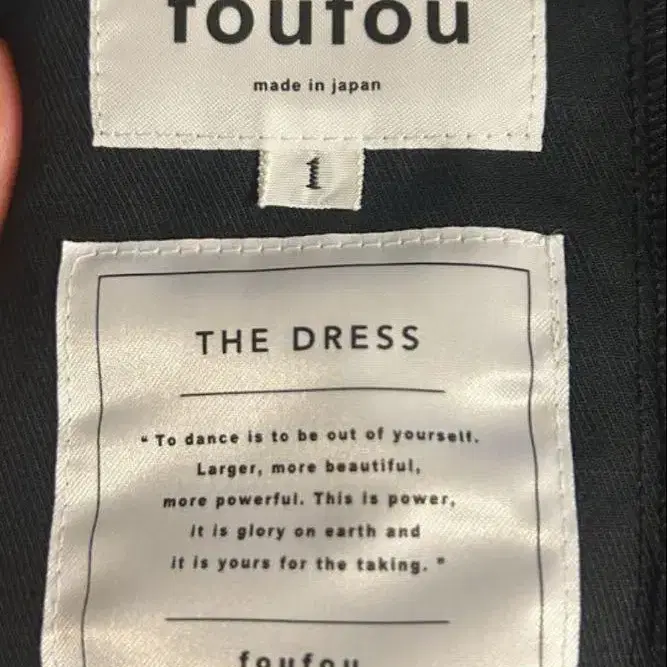 foufou
made in japan
1
THE DRESS
“ To dance is to be out of yourself.
Larger, more beautiful,
more powerful. This is power,
it is glory on earth and
it is yours for the taking. ”
foufou